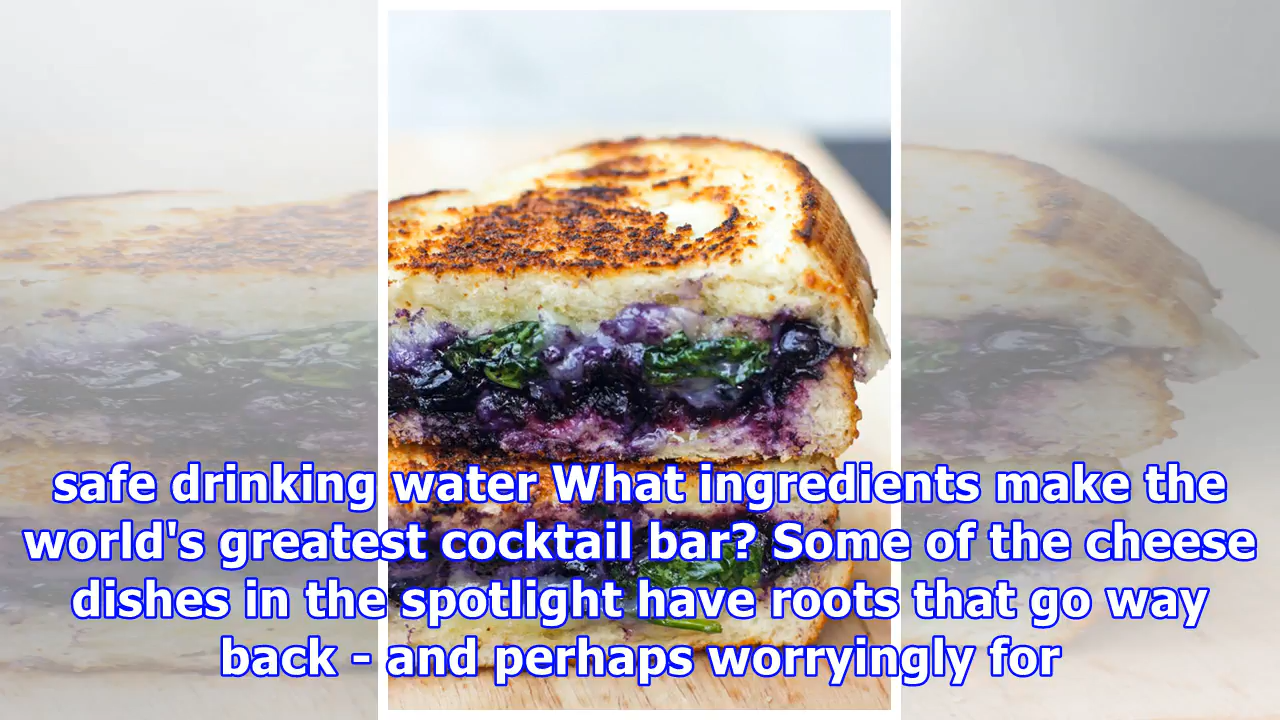 safe drinking water What ingredients make the
world's greatest cocktail bar? Some of the cheese
dishes in the spotlight have roots that go way
back - and perhaps worryingly for